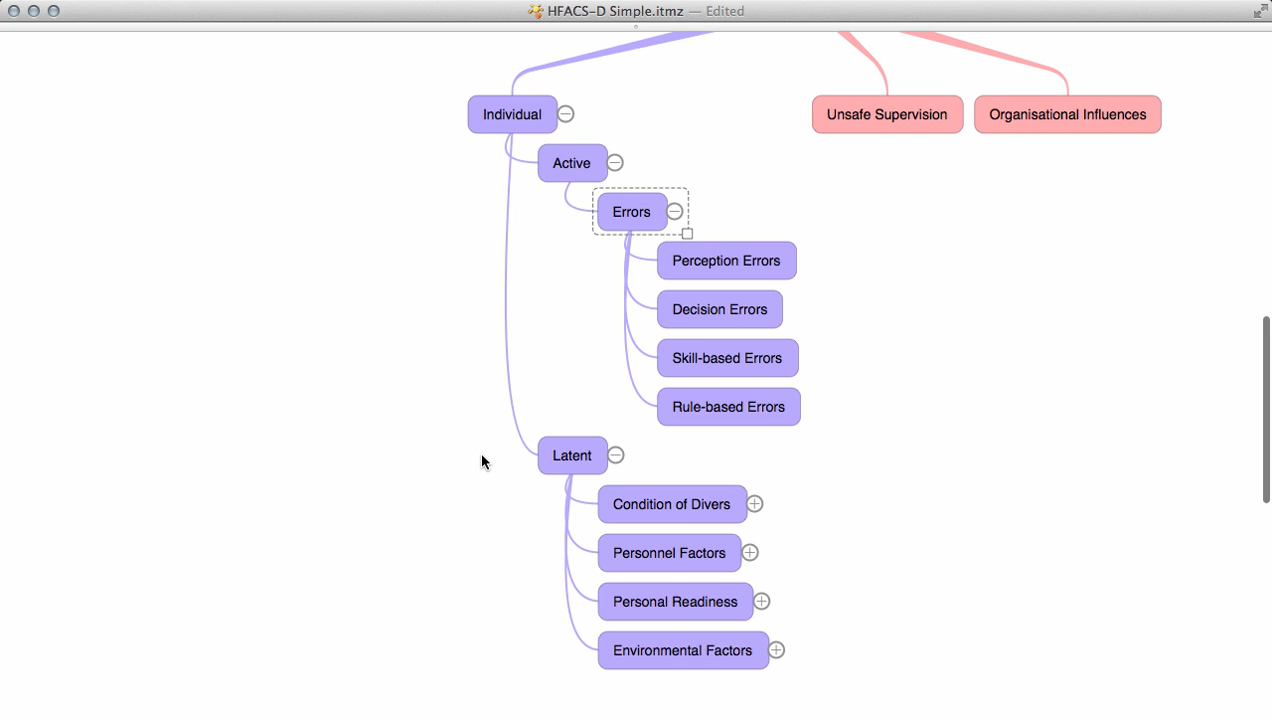 HFACS-D Simple.itmz — Edited
Individual
Unsafe Supervision
Organisational Influences
Active
Errors
Perception Errors
Decision Errors
Skill-based Errors
Rule-based Errors
Latent
Condition of Divers
Personnel Factors
Personal Readiness
Environmental Factors